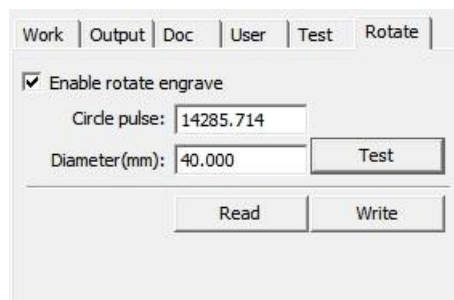 Work Output Doc User Test Rotate
Enable rotate engrave
Circle pulse: 14285.714
Diameter(mm): 40.000 Test
Read Write